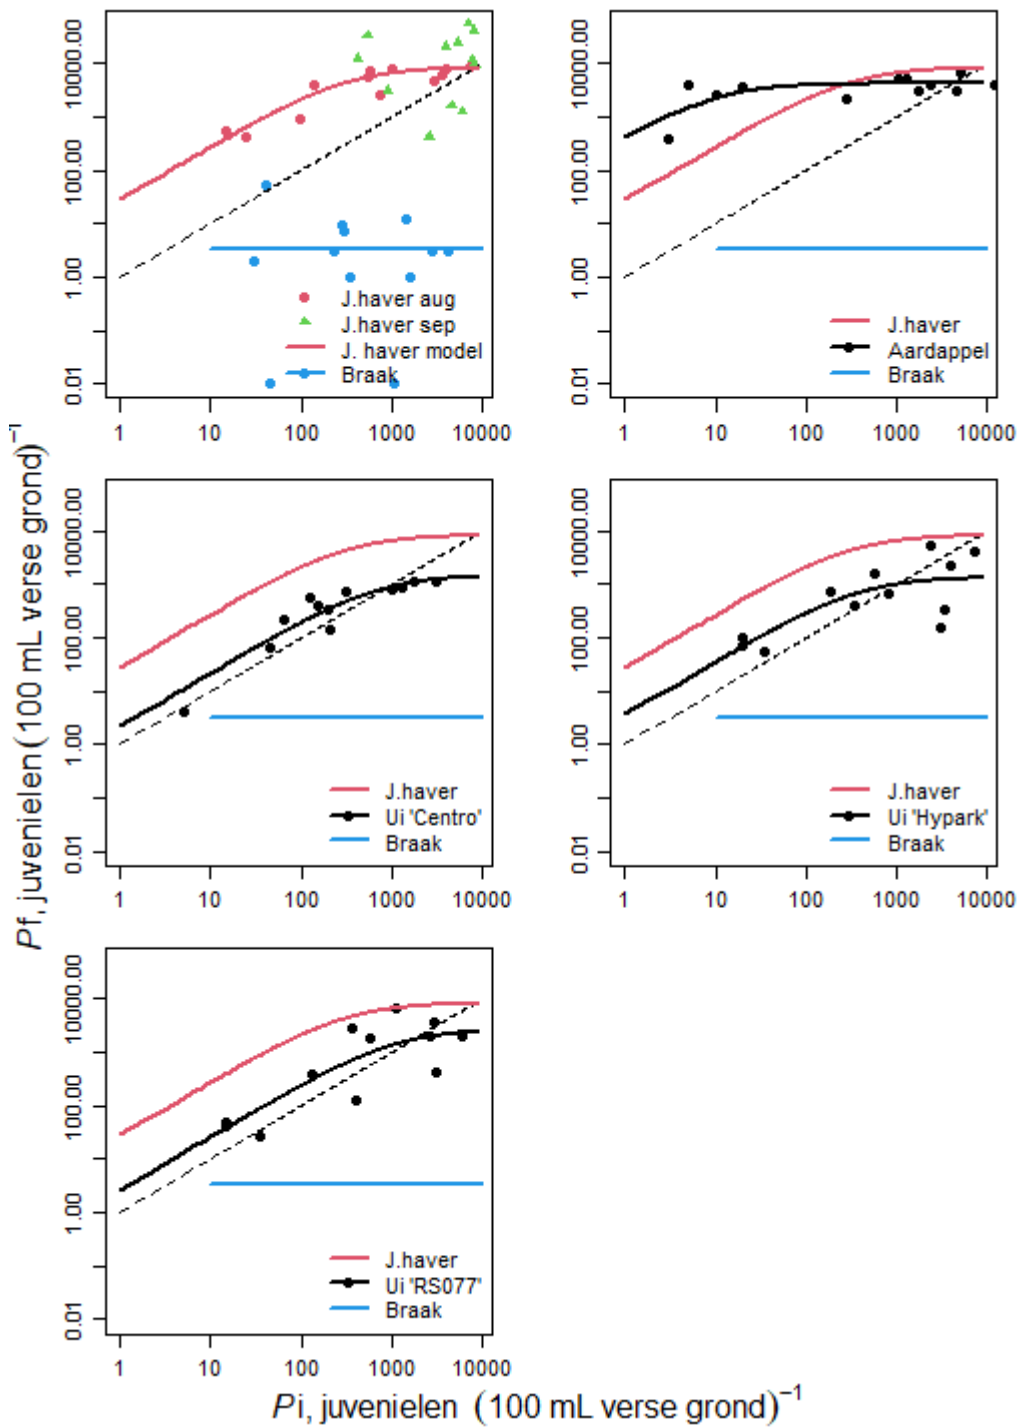 10000.00
100.00
1.00
0.01
J.haver aug
J.haver sep
J. haver model
Braak
1 10 100 1000 10000
10000.00
100.00
1.00
0.01
J.haver
Aardappel
Braak
1 10 100 1000 10000
10000.00
100.00
1.00
0.01
J.haver
Ui 'Centro'
Braak
1 10 100 1000 10000
10000.00
100.00
1.00
0.01
J.haver
Ui 'Hypark'
Braak
1 10 100 1000 10000
10000.00
100.00
1.00
0.01
J.haver
Ui 'RS077'
Braak
1 10 100 1000 10000
Pf, juvenielen (100 mL verse grond)⁻¹
Pi, juvenielen (100 mL verse grond)⁻¹